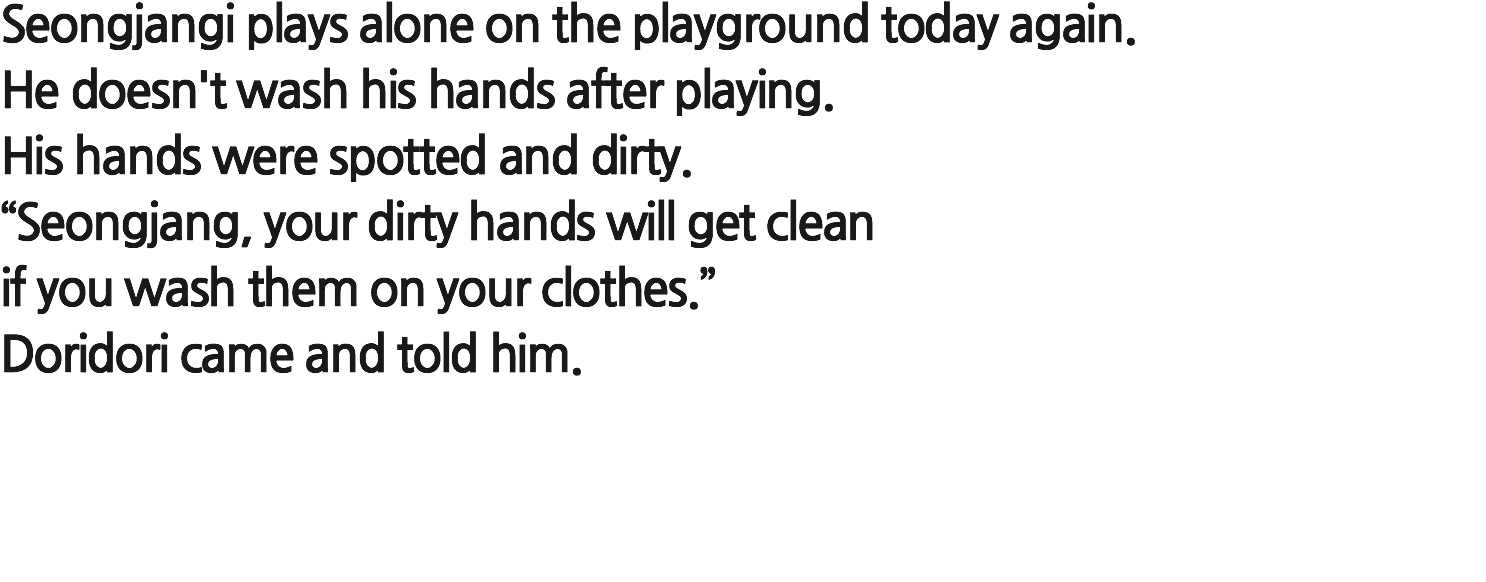 Seongjangi plays alone on the playground today again.
He doesn't wash his hands after playing.
His hands were spotted and dirty.
“Seongjang, your dirty hands will get clean
if you wash them on your clothes.”
Doridori came and told him.